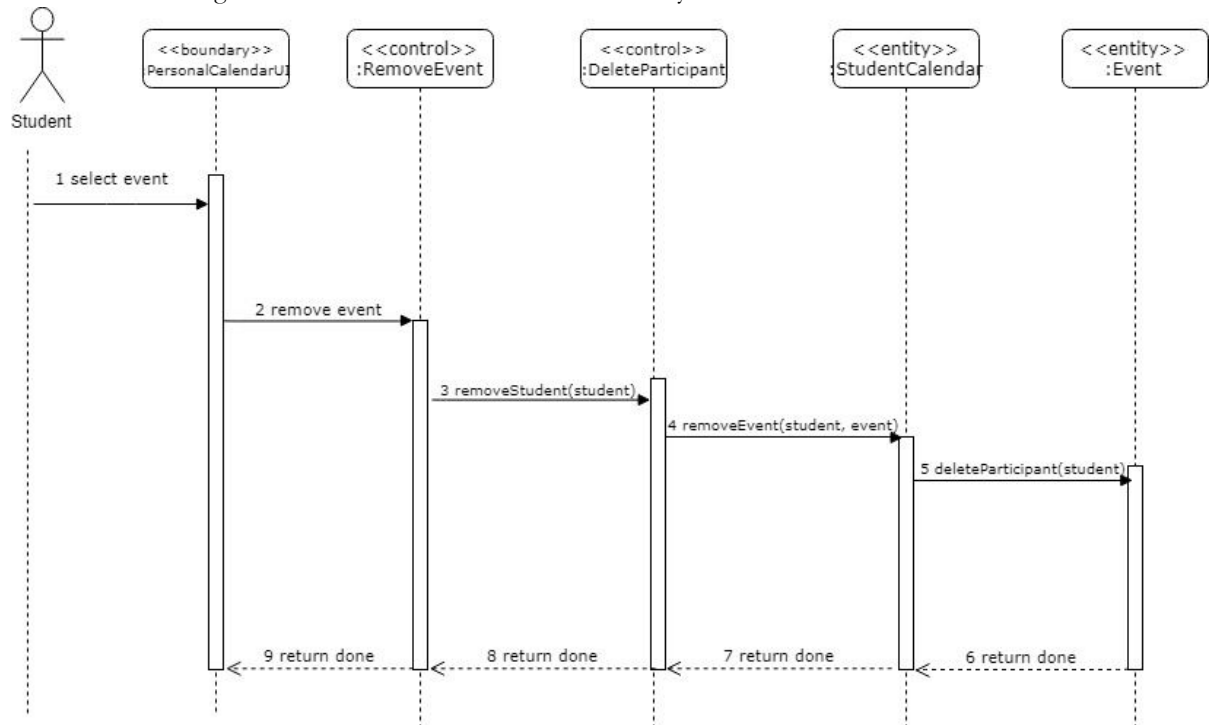 <<boundary>>
:PersonalCalendarUI
<<control>>
:RemoveEvent
<<control>>
:DeleteParticipant
<<entity>>
:StudentCalendar
<<entity>>
:Event
Student
1 select event
2 remove event
3 removeStudent(student)
4 removeEvent(student, event)
5 deleteParticipant(student)
9 return done
8 return done
7 return done
6 return done